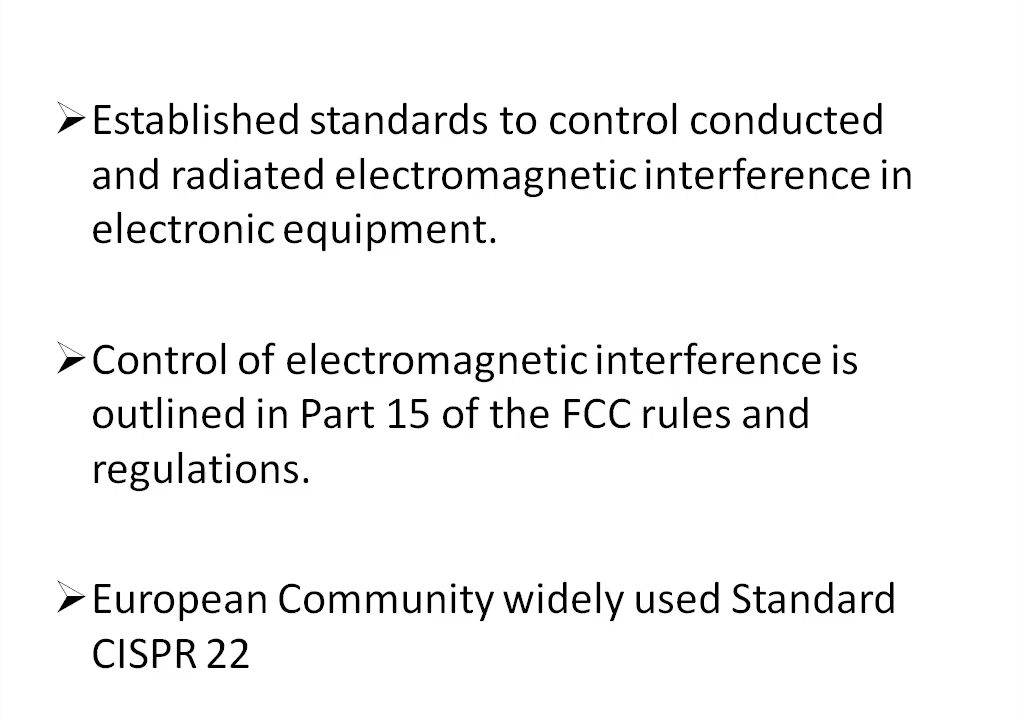 ➢Established standards to control conducted
and radiated electromagnetic interference in
electronic equipment.
➢Control of electromagnetic interference is
outlined in Part 15 of the FCC rules and
regulations.
➢European Community widely used Standard
CISPR 22